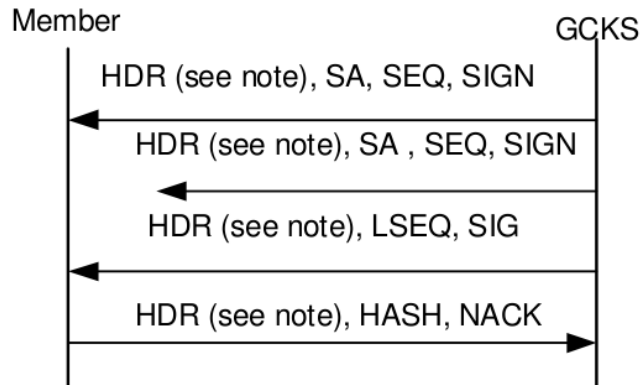 Member
GCKS
HDR (see note), SA, SEQ, SIGN
HDR (see note), SA , SEQ, SIGN
HDR (see note), LSEQ, SIG
HDR (see note), HASH, NACK